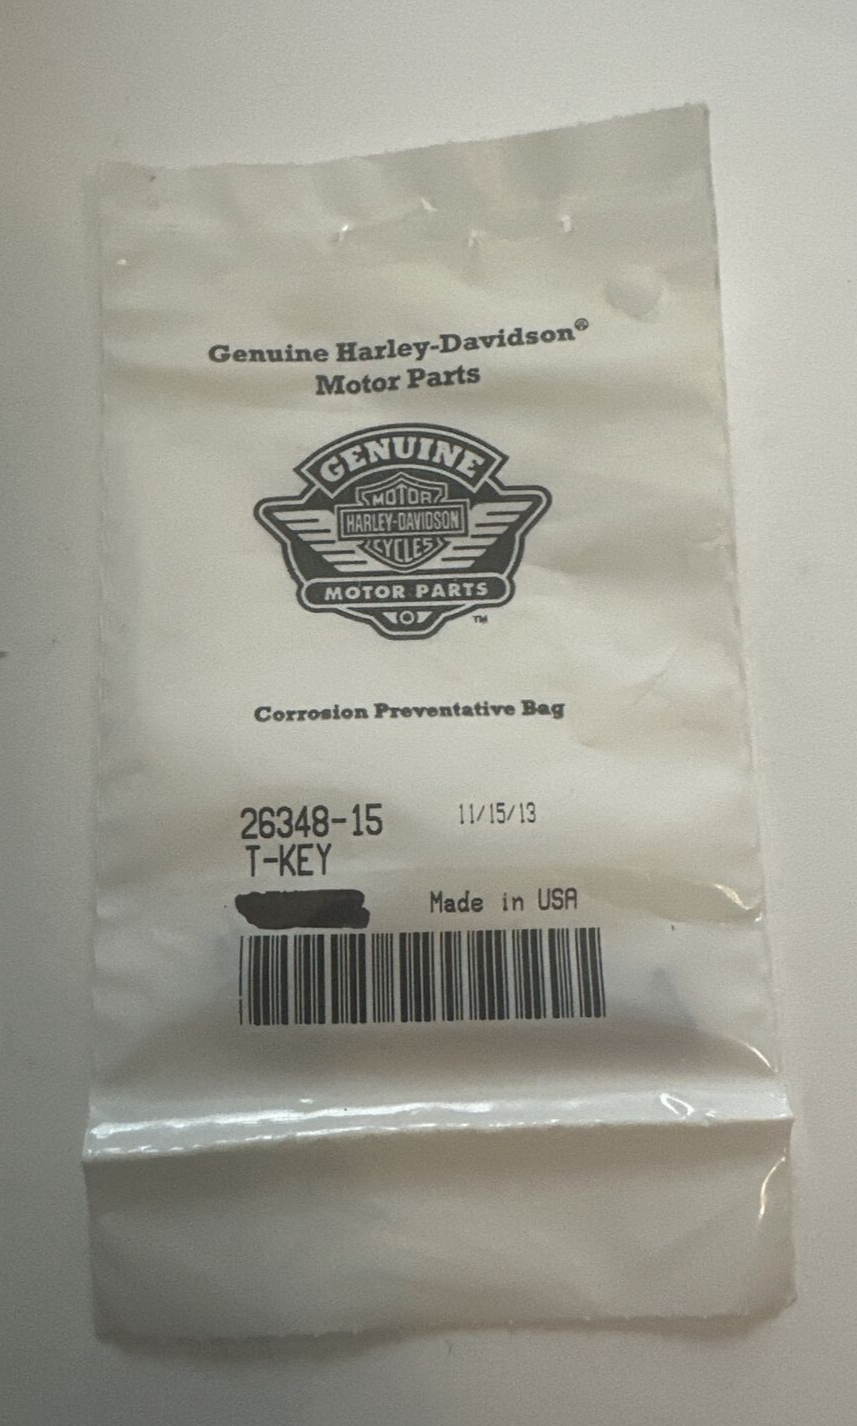 Genuine Harley-Davidson®
Motor Parts
GENUINE
MOTOR
HARLEY-DAVIDSON
CYCLES
MOTOR PARTS
TM
Corrosion Preventative Bag
26348-15 11/15/13
T-KEY
Made in USA